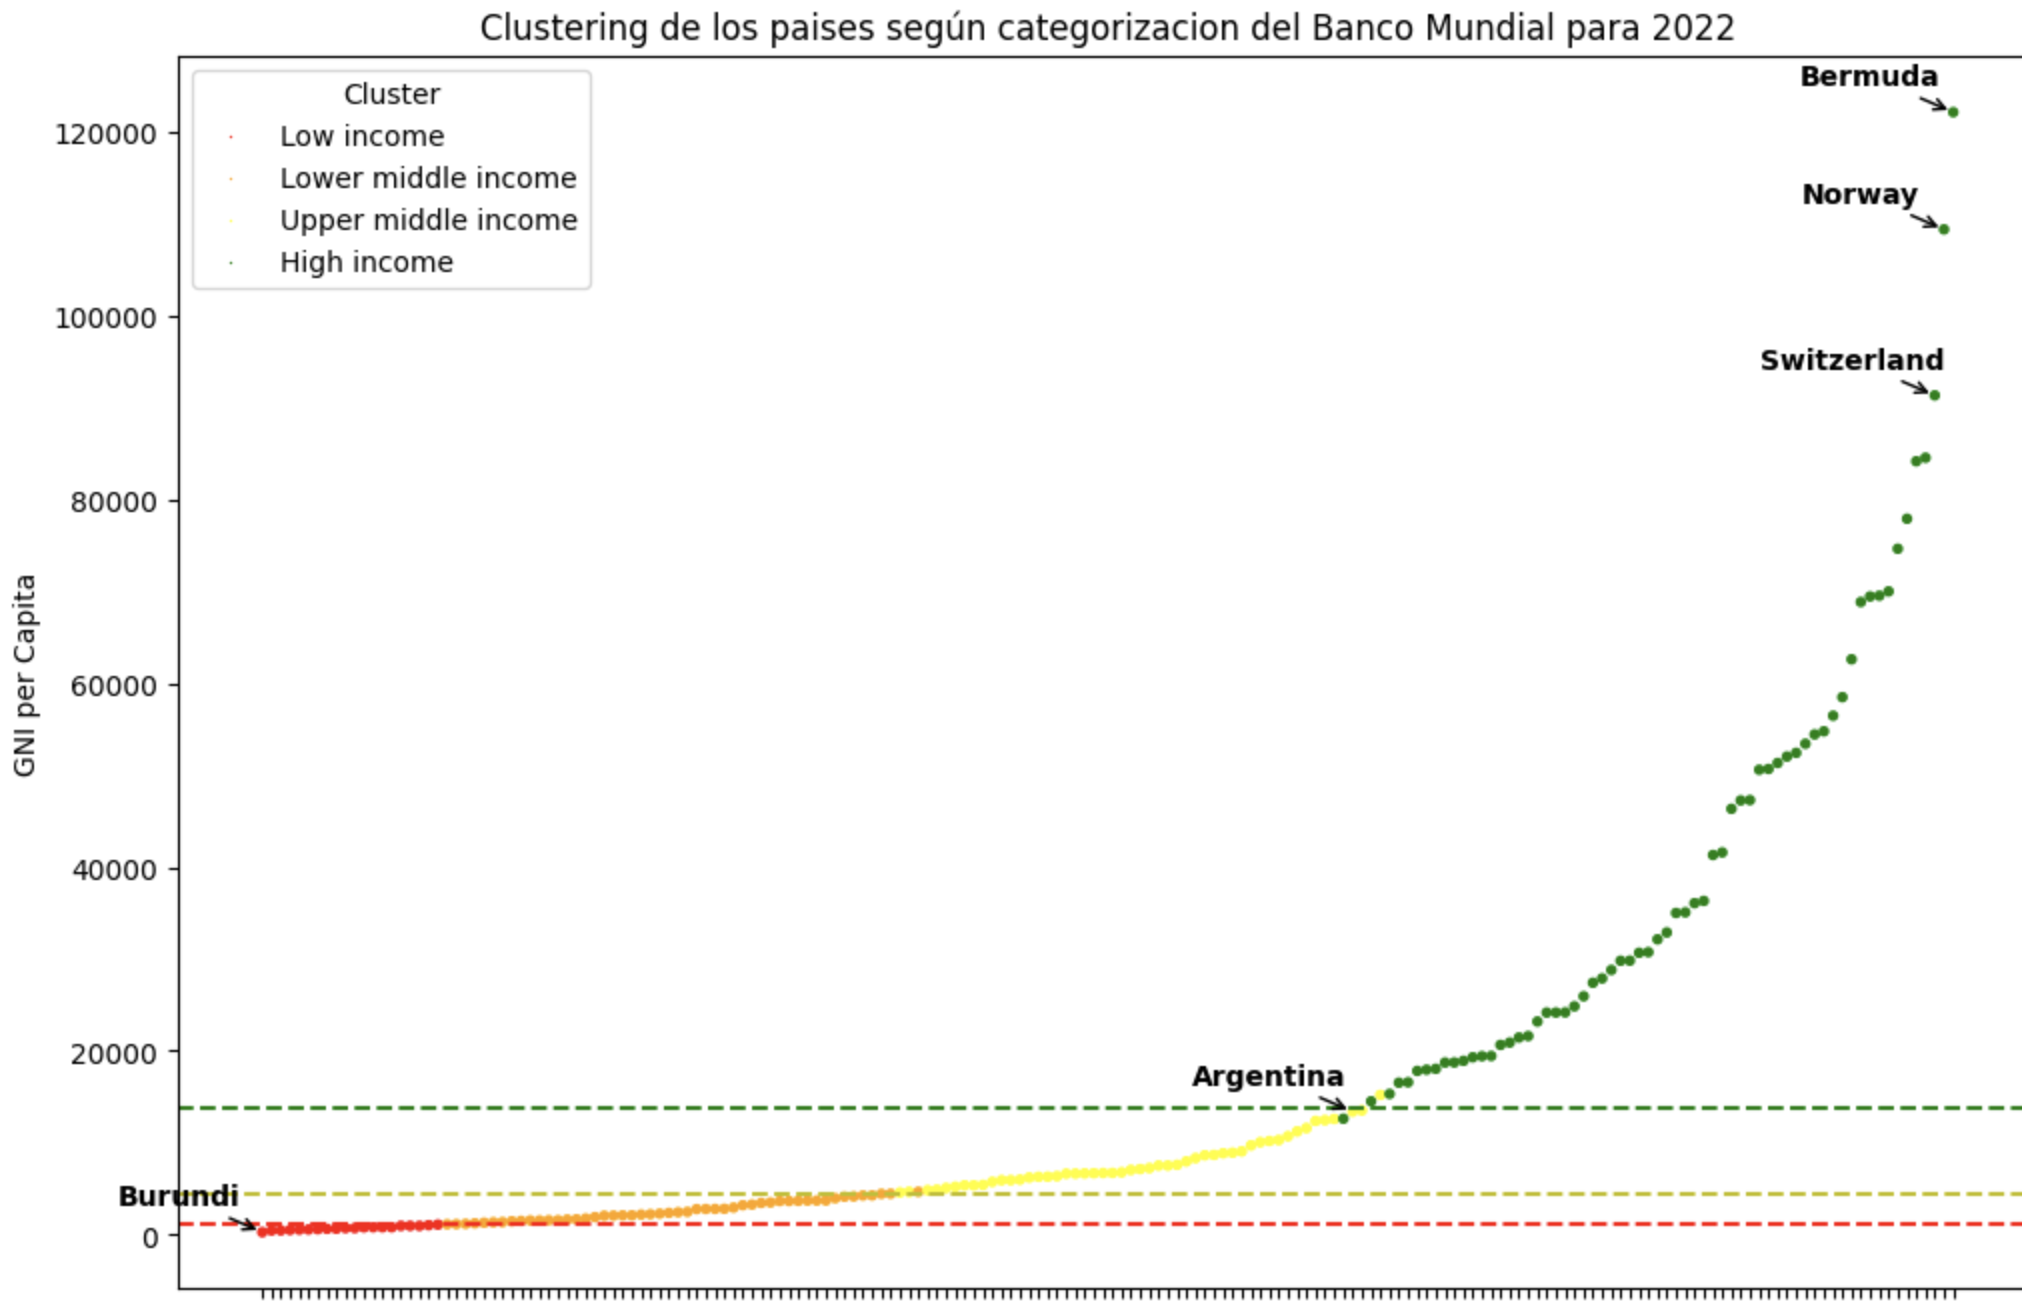 Clustering de los paises según categorizacion del Banco Mundial para 2022
Cluster
Low income
Lower middle income
Upper middle income
High income
Bermuda
Norway
Switzerland
Argentina
Burundi
GNI per Capita
120000
100000
80000
60000
40000
20000
0